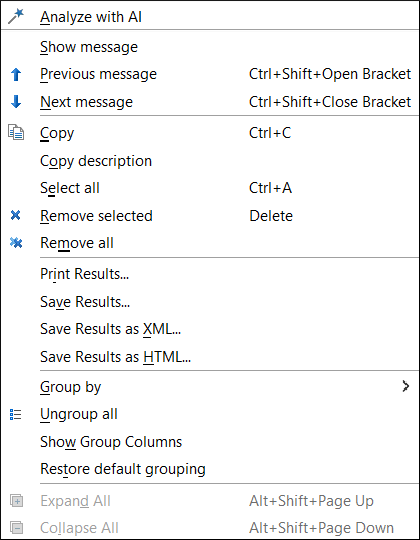 Analyze with AI
Show message
Previous message Ctrl+Shift+Open Bracket
Next message Ctrl+Shift+Close Bracket
Copy Ctrl+C
Copy description
Select all Ctrl+A
Remove selected Delete
Remove all
Print Results...
Save Results...
Save Results as XML...
Save Results as HTML...
Group by
Ungroup all
Show Group Columns
Restore default grouping
Expand All Alt+Shift+Page Up
Collapse All Alt+Shift+Page Down